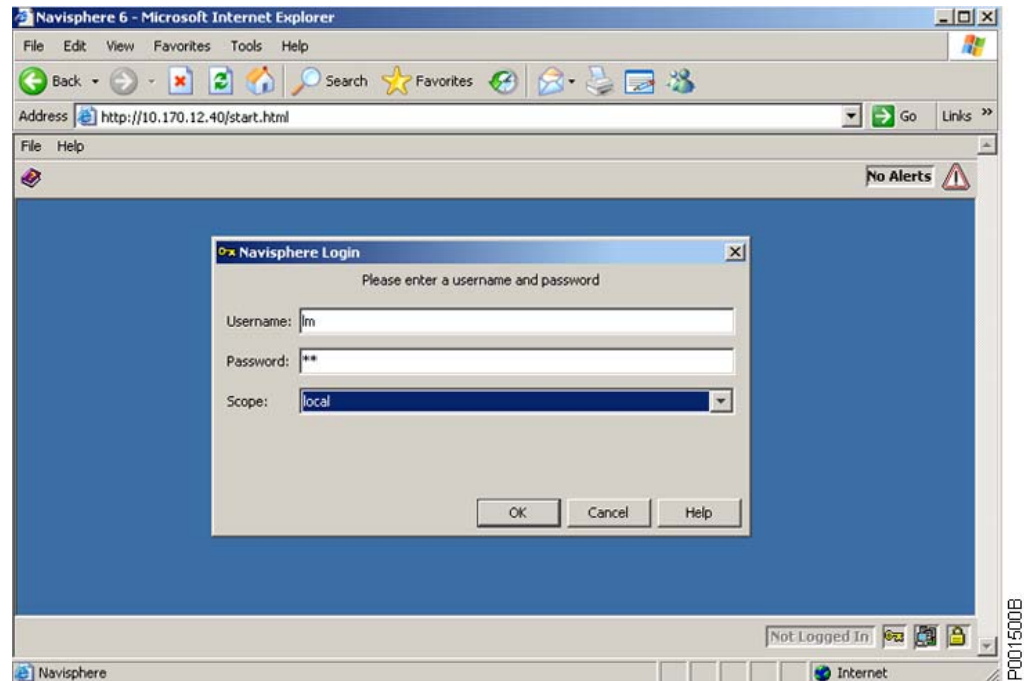 Navisphere 6 - Microsoft Internet Explorer
File Edit View Favorites Tools Help
Back Search Favorites
Address http://10.170.12.40/start.html Go Links »
File Help
No Alerts
Navisphere Login
Please enter a username and password
Username: lm
Password: **
Scope: local
OK Cancel Help
Not Logged In
Navisphere Internet
P001500B